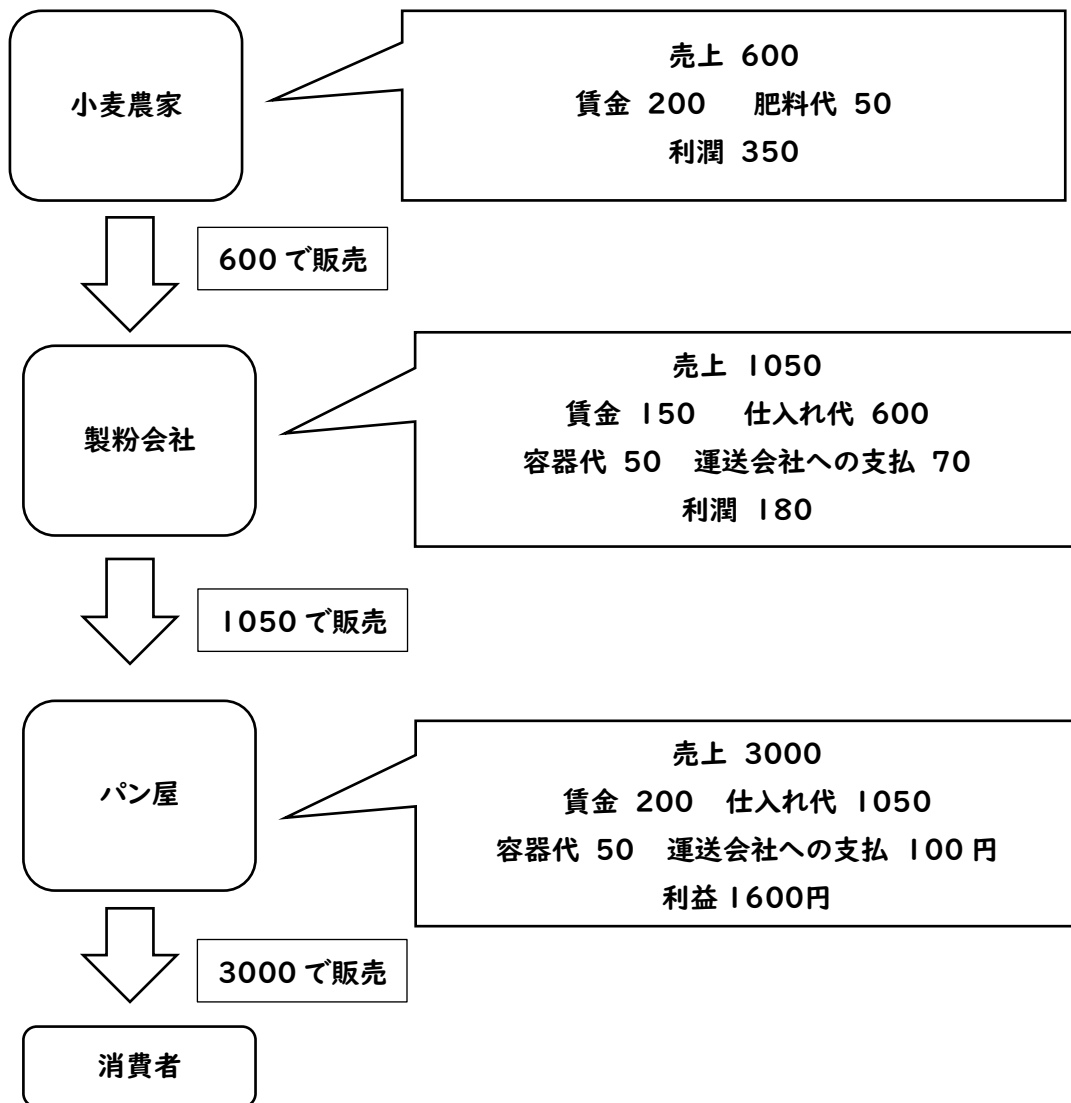 小麦農家
売上 600
賃金 200 肥料代 50
利潤 350
600で販売
製粉会社
売上 1050
賃金 150 仕入れ代 600
容器代 50 運送会社への支払 70
利潤 180
1050で販売
パン屋
売上 3000
賃金 200 仕入れ代 1050
容器代 50 運送会社への支払 100円
利益1600円
3000で販売
消費者